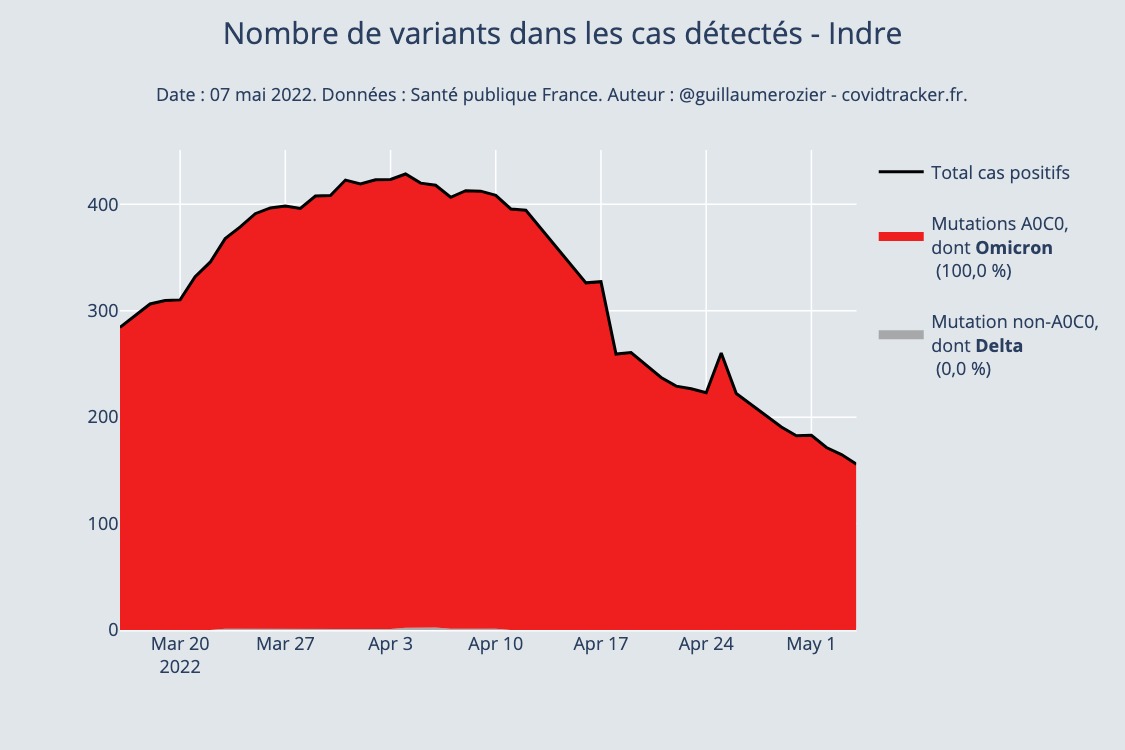 Nombre de variants dans les cas détectés - Indre
Date : 07 mai 2022. Données : Santé publique France. Auteur : @guillaumerozier - covidtracker.fr.
400
300
200
100
0
Mar 20
2022
Mar 27
Apr 3
Apr 10
Apr 17
Apr 24
May 1
Total cas positifs
Mutations A0C0,
dont Omicron
(100,0 %)
Mutation non-A0C0,
dont Delta
(0,0 %)